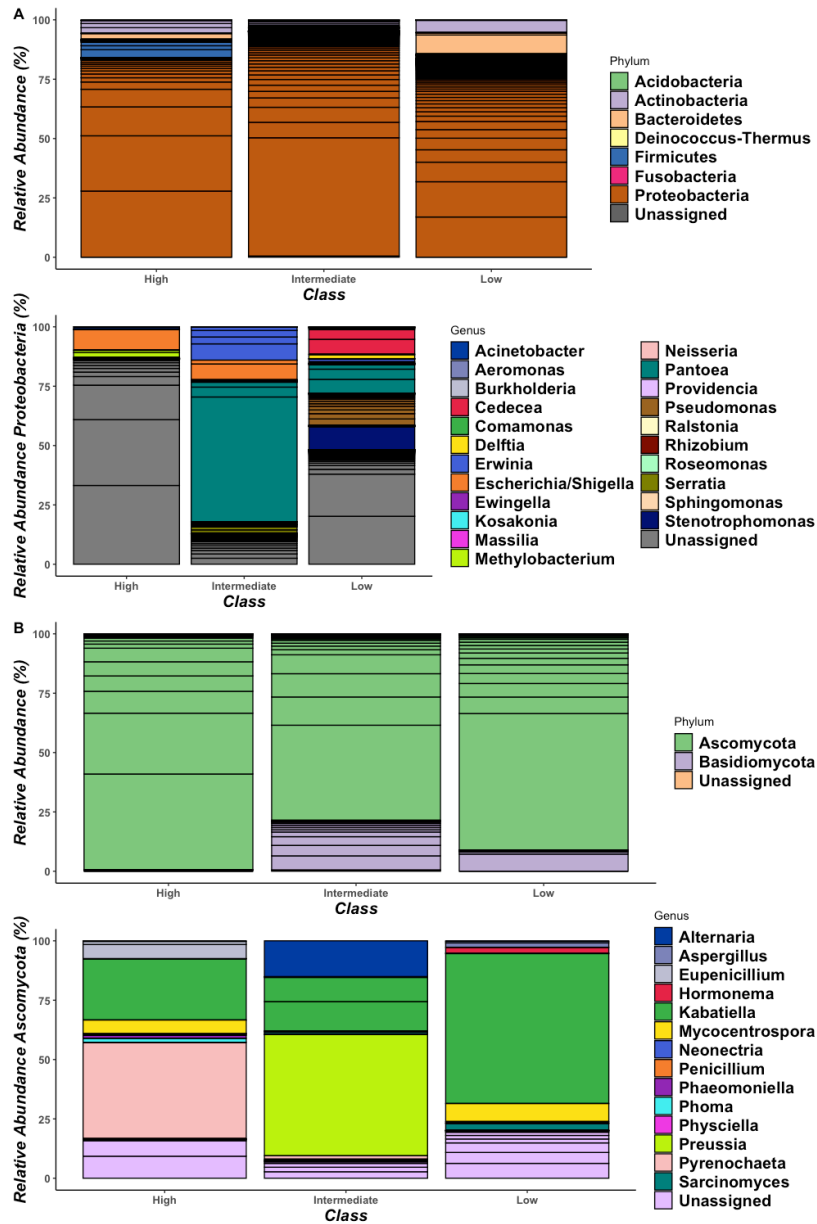 A
Relative Abundance (%)
100
75
50
25
0
High
Intermediate
Low
Class
Phylum
Acidobacteria
Actinobacteria
Bacteroidetes
Deinococcus-Thermus
Firmicutes
Fusobacteria
Proteobacteria
Unassigned
Relative Abundance Proteobacteria (%)
100
75
50
25
0
High
Intermediate
Low
Class
Genus
Acinetobacter
Aeromonas
Burkholderia
Cedecea
Comamonas
Delftia
Erwinia
Escherichia/Shigella
Ewingella
Kosakonia
Massilia
Methylobacterium
Neisseria
Pantoea
Providencia
Pseudomonas
Ralstonia
Rhizobium
Roseomonas
Serratia
Sphingomonas
Stenotrophomonas
Unassigned
B
Relative Abundance (%)
100
75
50
25
0
High
Intermediate
Low
Class
Phylum
Ascomycota
Basidiomycota
Unassigned
Relative Abundance Ascomycota (%)
100
75
50
25
0
High
Intermediate
Low
Class
Genus
Alternaria
Aspergillus
Eupenicillium
Hormonema
Kabatiella
Mycocentrospora
Neonectria
Penicillium
Phaeomoniella
Phoma
Physciella
Preussia
Pyrenochaeta
Sarcinomyces
Unassigned